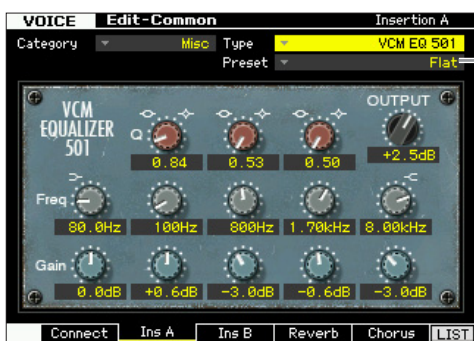 VOICE Edit-Common Insertion A
Category Misc Type VCM EQ 501
Preset Flat
VCM EQUALIZER 501
OUTPUT
Q
0.84 0.53 0.50 +2.5dB
Freq
80.0Hz 100Hz 800Hz 1.70kHz 8.00kHz
Gain
0.0dB +0.6dB -3.0dB -0.6dB -3.0dB
Connect Ins A Ins B Reverb Chorus LIST